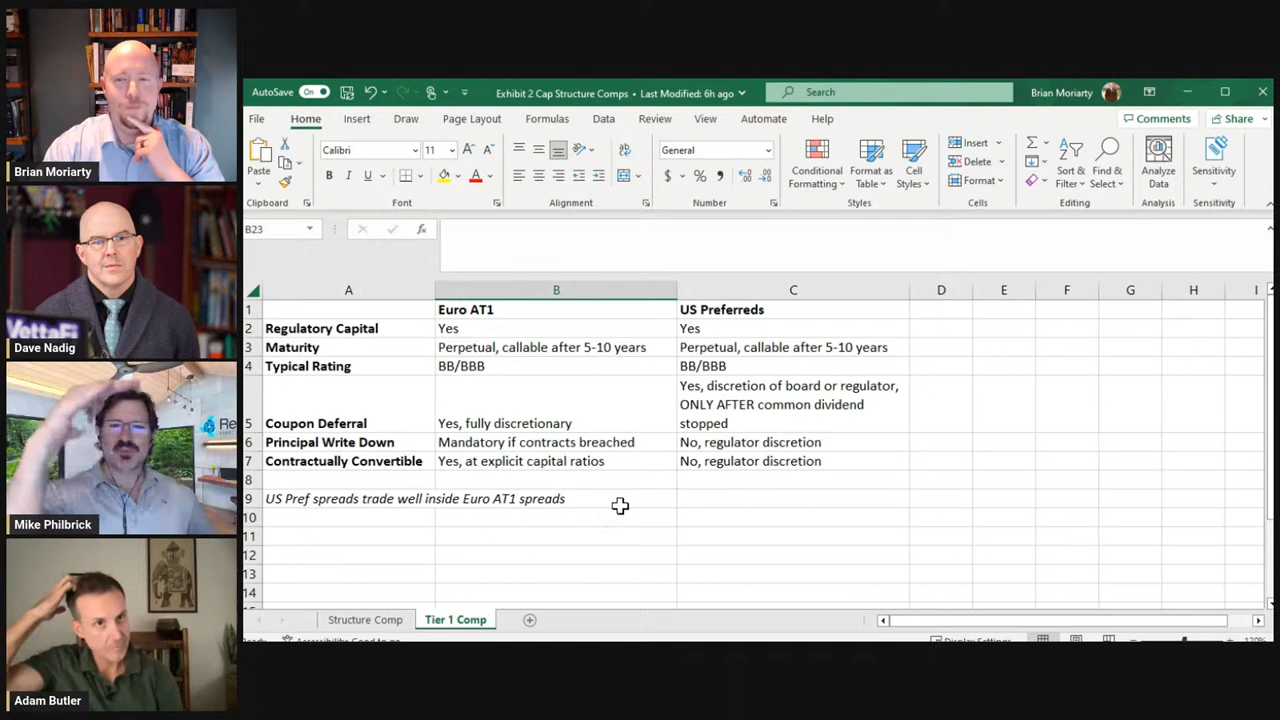 Brian Moriarty
VettaFi
Dave Nadig
Re
Mike Philbrick
Adam Butler
AutoSave On
Exhibit 2 Cap Structure Comps • Last Modified: 6h ago
Search
Brian Moriarty
File Home Insert Draw Page Layout Formulas Data Review View Automate Help
Comments Share
Paste
Calibri 11 A A
B I U A
General
$ % 9
Conditional Formatting
Format as Table
Cell Styles
Insert
Delete
Format
Sort & Filter
Find & Select
Analyze Data
Sensitivity
Clipboard Font Alignment Number Styles Cells Editing Analysis Sensitivity
B23 fx
A B C D E F G H I
1 Euro AT1 US Preferreds
2 Regulatory Capital Yes Yes
3 Maturity Perpetual, callable after 5-10 years Perpetual, callable after 5-10 years
4 Typical Rating BB/BBB BB/BBB
Yes, discretion of board or regulator,
ONLY AFTER common dividend
5 Coupon Deferral Yes, fully discretionary stopped
6 Principal Write Down Mandatory if contracts breached No, regulator discretion
7 Contractually Convertible Yes, at explicit capital ratios No, regulator discretion
8
9 US Pref spreads trade well inside Euro AT1 spreads
10
11
12
13
14
Structure Comp Tier 1 Comp